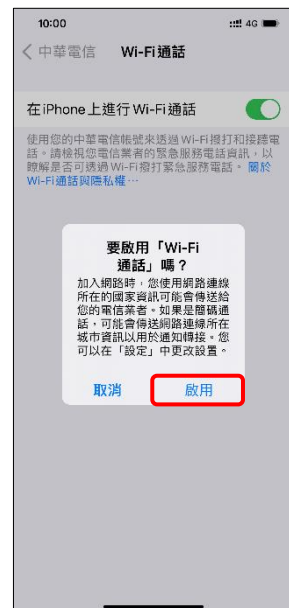 10:00
4G
中華電信
Wi-Fi通話
在iPhone上進行Wi-Fi通話
使用您的中華電信帳號來透過Wi-Fi撥打和接聽電
話。請檢視您電信業者的緊急服務電話資訊,以
瞭解是否可透過Wi-Fi撥打緊急服務電話。關於
Wi-Fi通話與隱私權⋯
要啟用「Wi-Fi
通話」嗎?
加入網路時,您使用網路連線
所在的國家資訊可能會傳送給
您的電信業者。如果是簡碼通
話,可能會傳送網路連線所在
城市資訊以用於通知轉接。您
可以在「設定」中更改設置。
取消
啟用